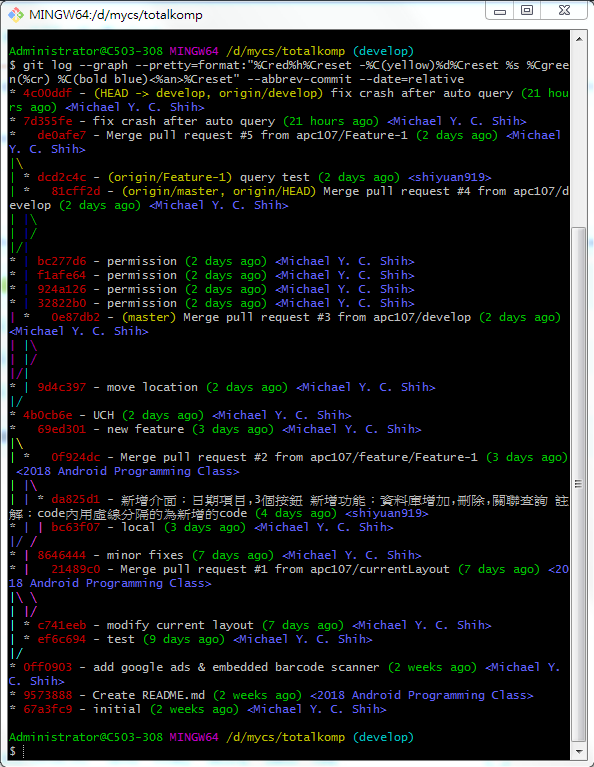 MINGW64:/d/mycs/totalkomp
Administrator@C503-308 MINGW64 /d/mycs/totalkomp (develop)
$ git log --graph --pretty=format:"%Cred%h%Creset -%C(yellow)%d%Creset %s %Cgree
n(%cr) %C(bold blue)<%an>%Creset" --abbrev-commit --date=relative
* 4c00ddf - (HEAD -> develop, origin/develop) fix crash after auto query (21 hou
rs ago) <Michael Y. C. Shih>
* 7d355fe - fix crash after auto query (21 hours ago) <Michael Y. C. Shih>
*   de0afe7 - Merge pull request #5 from apc107/Feature-1 (2 days ago) <Michael
Y. C. Shih>
|\
| * dcd2c4c - (origin/Feature-1) query test (2 days ago) <shiyuan919>
| *   81cff2d - (origin/master, origin/HEAD) Merge pull request #4 from apc107/d
evelop (2 days ago) <Michael Y. C. Shih>
| |\
| |/
|/|
* | bc277d6 - permission (2 days ago) <Michael Y. C. Shih>
* | f1afe64 - permission (2 days ago) <Michael Y. C. Shih>
* | 924a126 - permission (2 days ago) <Michael Y. C. Shih>
* | 32822b0 - permission (2 days ago) <Michael Y. C. Shih>
| *   0e87db2 - (master) Merge pull request #3 from apc107/develop (2 days ago)
<Michael Y. C. Shih>
| |\
| |/
|/|
* | 9d4c397 - move location (2 days ago) <Michael Y. C. Shih>
|/
* 4b0cb6e - UCH (2 days ago) <Michael Y. C. Shih>
*   69ed301 - new feature (3 days ago) <Michael Y. C. Shih>
|\
| *   0f924dc - Merge pull request #2 from apc107/feature/Feature-1 (3 days ago)
<2018 Android Programming Class>
| |\
| | * da825d1 - 新增介面：日期項目,3個按鈕 新增功能：資料庫增加,刪除,關聯查詢 註
解：code內用虛線分隔的為新增的code (4 days ago) <shiyuan919>
* | | bc63f07 - local (3 days ago) <Michael Y. C. Shih>
|/ /
* | 8646444 - minor fixes (7 days ago) <Michael Y. C. Shih>
* |   21489c0 - Merge pull request #1 from apc107/currentLayout (7 days ago) <20
18 Android Programming Class>
|\ \
| |/
| * c741eeb - modify current layout (7 days ago) <Michael Y. C. Shih>
| * ef6c694 - test (9 days ago) <Michael Y. C. Shih>
|/
* 0ff0903 - add google ads & embedded barcode scanner (2 weeks ago) <Michael Y.
C. Shih>
* 9573888 - Create README.md (2 weeks ago) <2018 Android Programming Class>
* 67a3fc9 - initial (2 weeks ago) <Michael Y. C. Shih>
Administrator@C503-308 MINGW64 /d/mycs/totalkomp (develop)
$